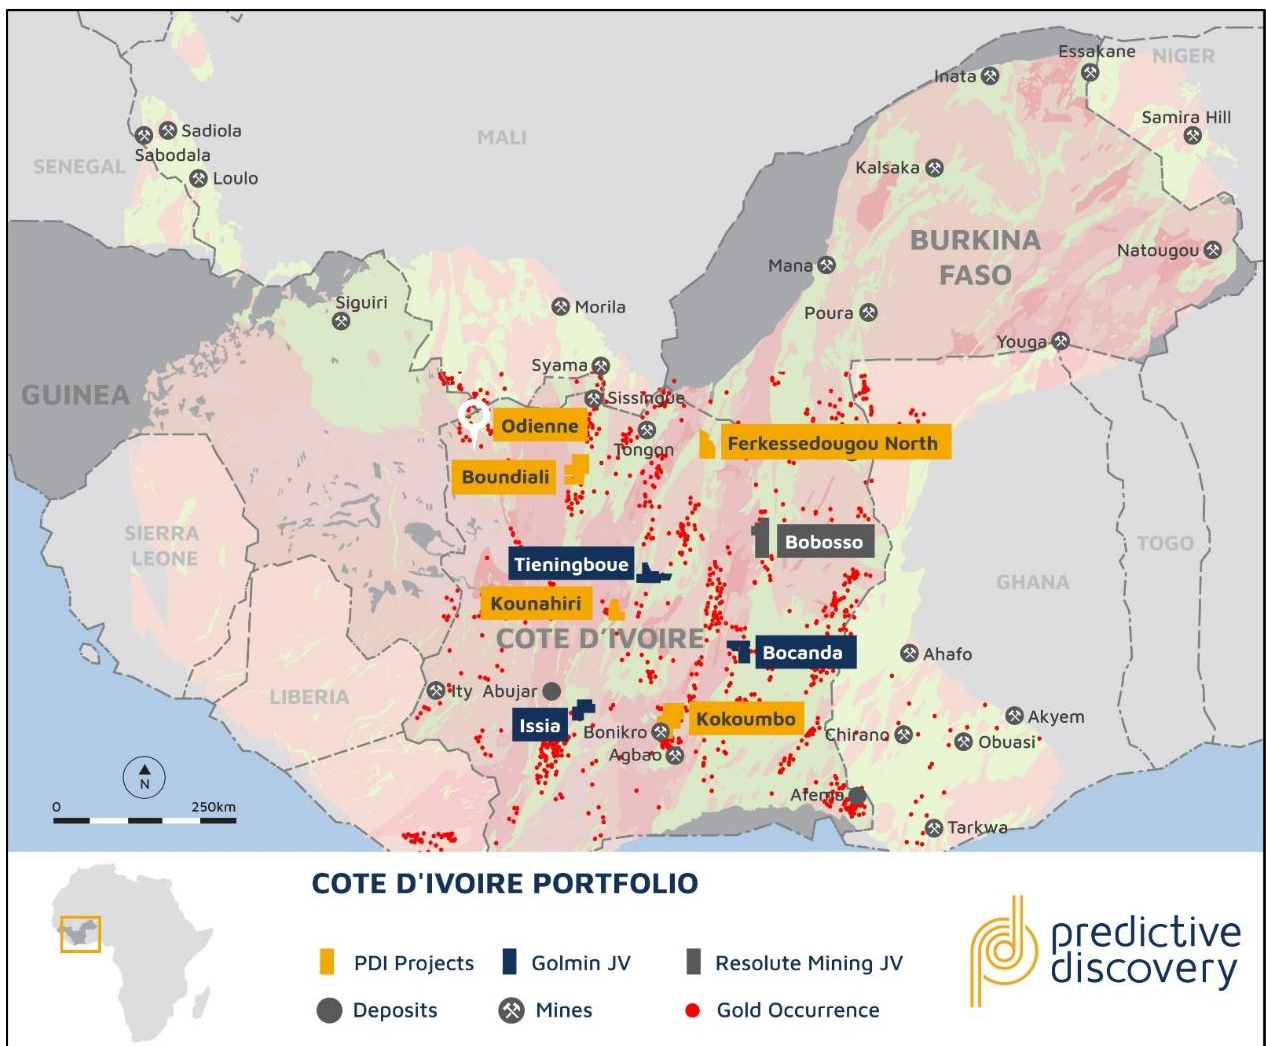 Essakane
NIGER
Inata
Samira Hill
Sadiola
MALI
Sabodala
SENEGAL
Loulo
Kalsaka
BURKINA
FASO
Natougou
Mana
Siguiri
Morila
Poura
Youga
Syama
GUINEA
Sissingue
Odienne
Tongon
Ferkessedougou North
Boundiali
SIERRA
LEONE
Bobosso
TOGO
Tieningboue
GHANA
Kounahiri
COTE D'IVOIRE
Bocanda
Ahafo
LIBERIA
Ity
Abujar
Issia
Bonikro
Kokoumbo
Akyem
Chirano
Obuasi
Agbao
N
Afema
0
250km
Tarkwa
COTE D'IVOIRE PORTFOLIO
PDI Projects
Golmin JV
Resolute Mining JV
Deposits
Mines
Gold Occurrence
predictive
discovery